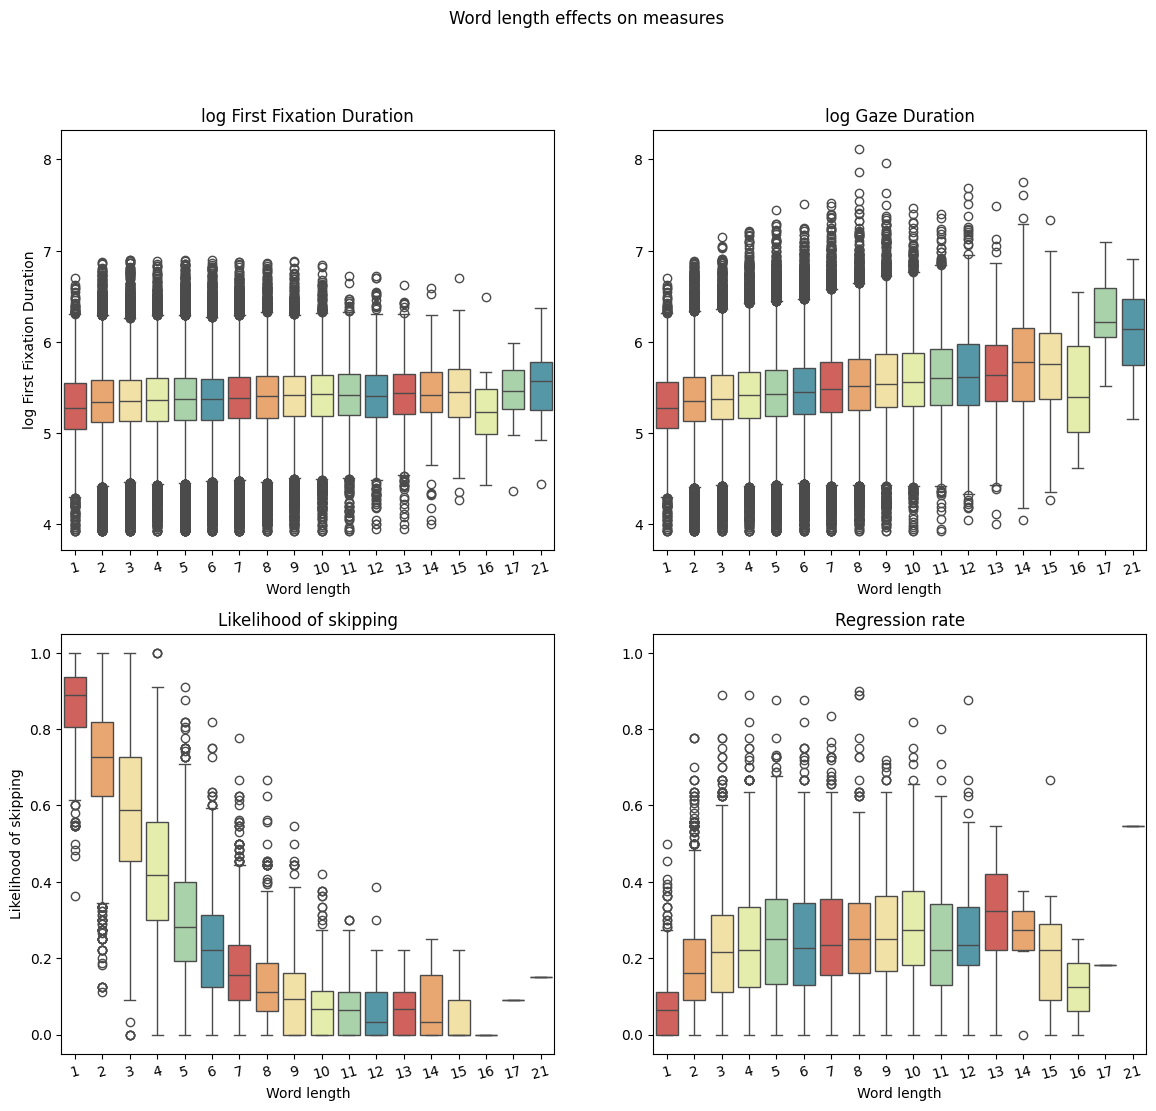 Word length effects on measures
log First Fixation Duration
log First Fixation Duration
8
7
6
5
4
1 2 3 4 5 6 7 8 9 10 11 12 13 14 15 16 17 21
Word length
log Gaze Duration
8
7
6
5
4
1 2 3 4 5 6 7 8 9 10 11 12 13 14 15 16 17 21
Word length
Likelihood of skipping
Likelihood of skipping
1.0
0.8
0.6
0.4
0.2
0.0
1 2 3 4 5 6 7 8 9 10 11 12 13 14 15 16 17 21
Word length
Regression rate
1.0
0.8
0.6
0.4
0.2
0.0
1 2 3 4 5 6 7 8 9 10 11 12 13 14 15 16 17 21
Word length